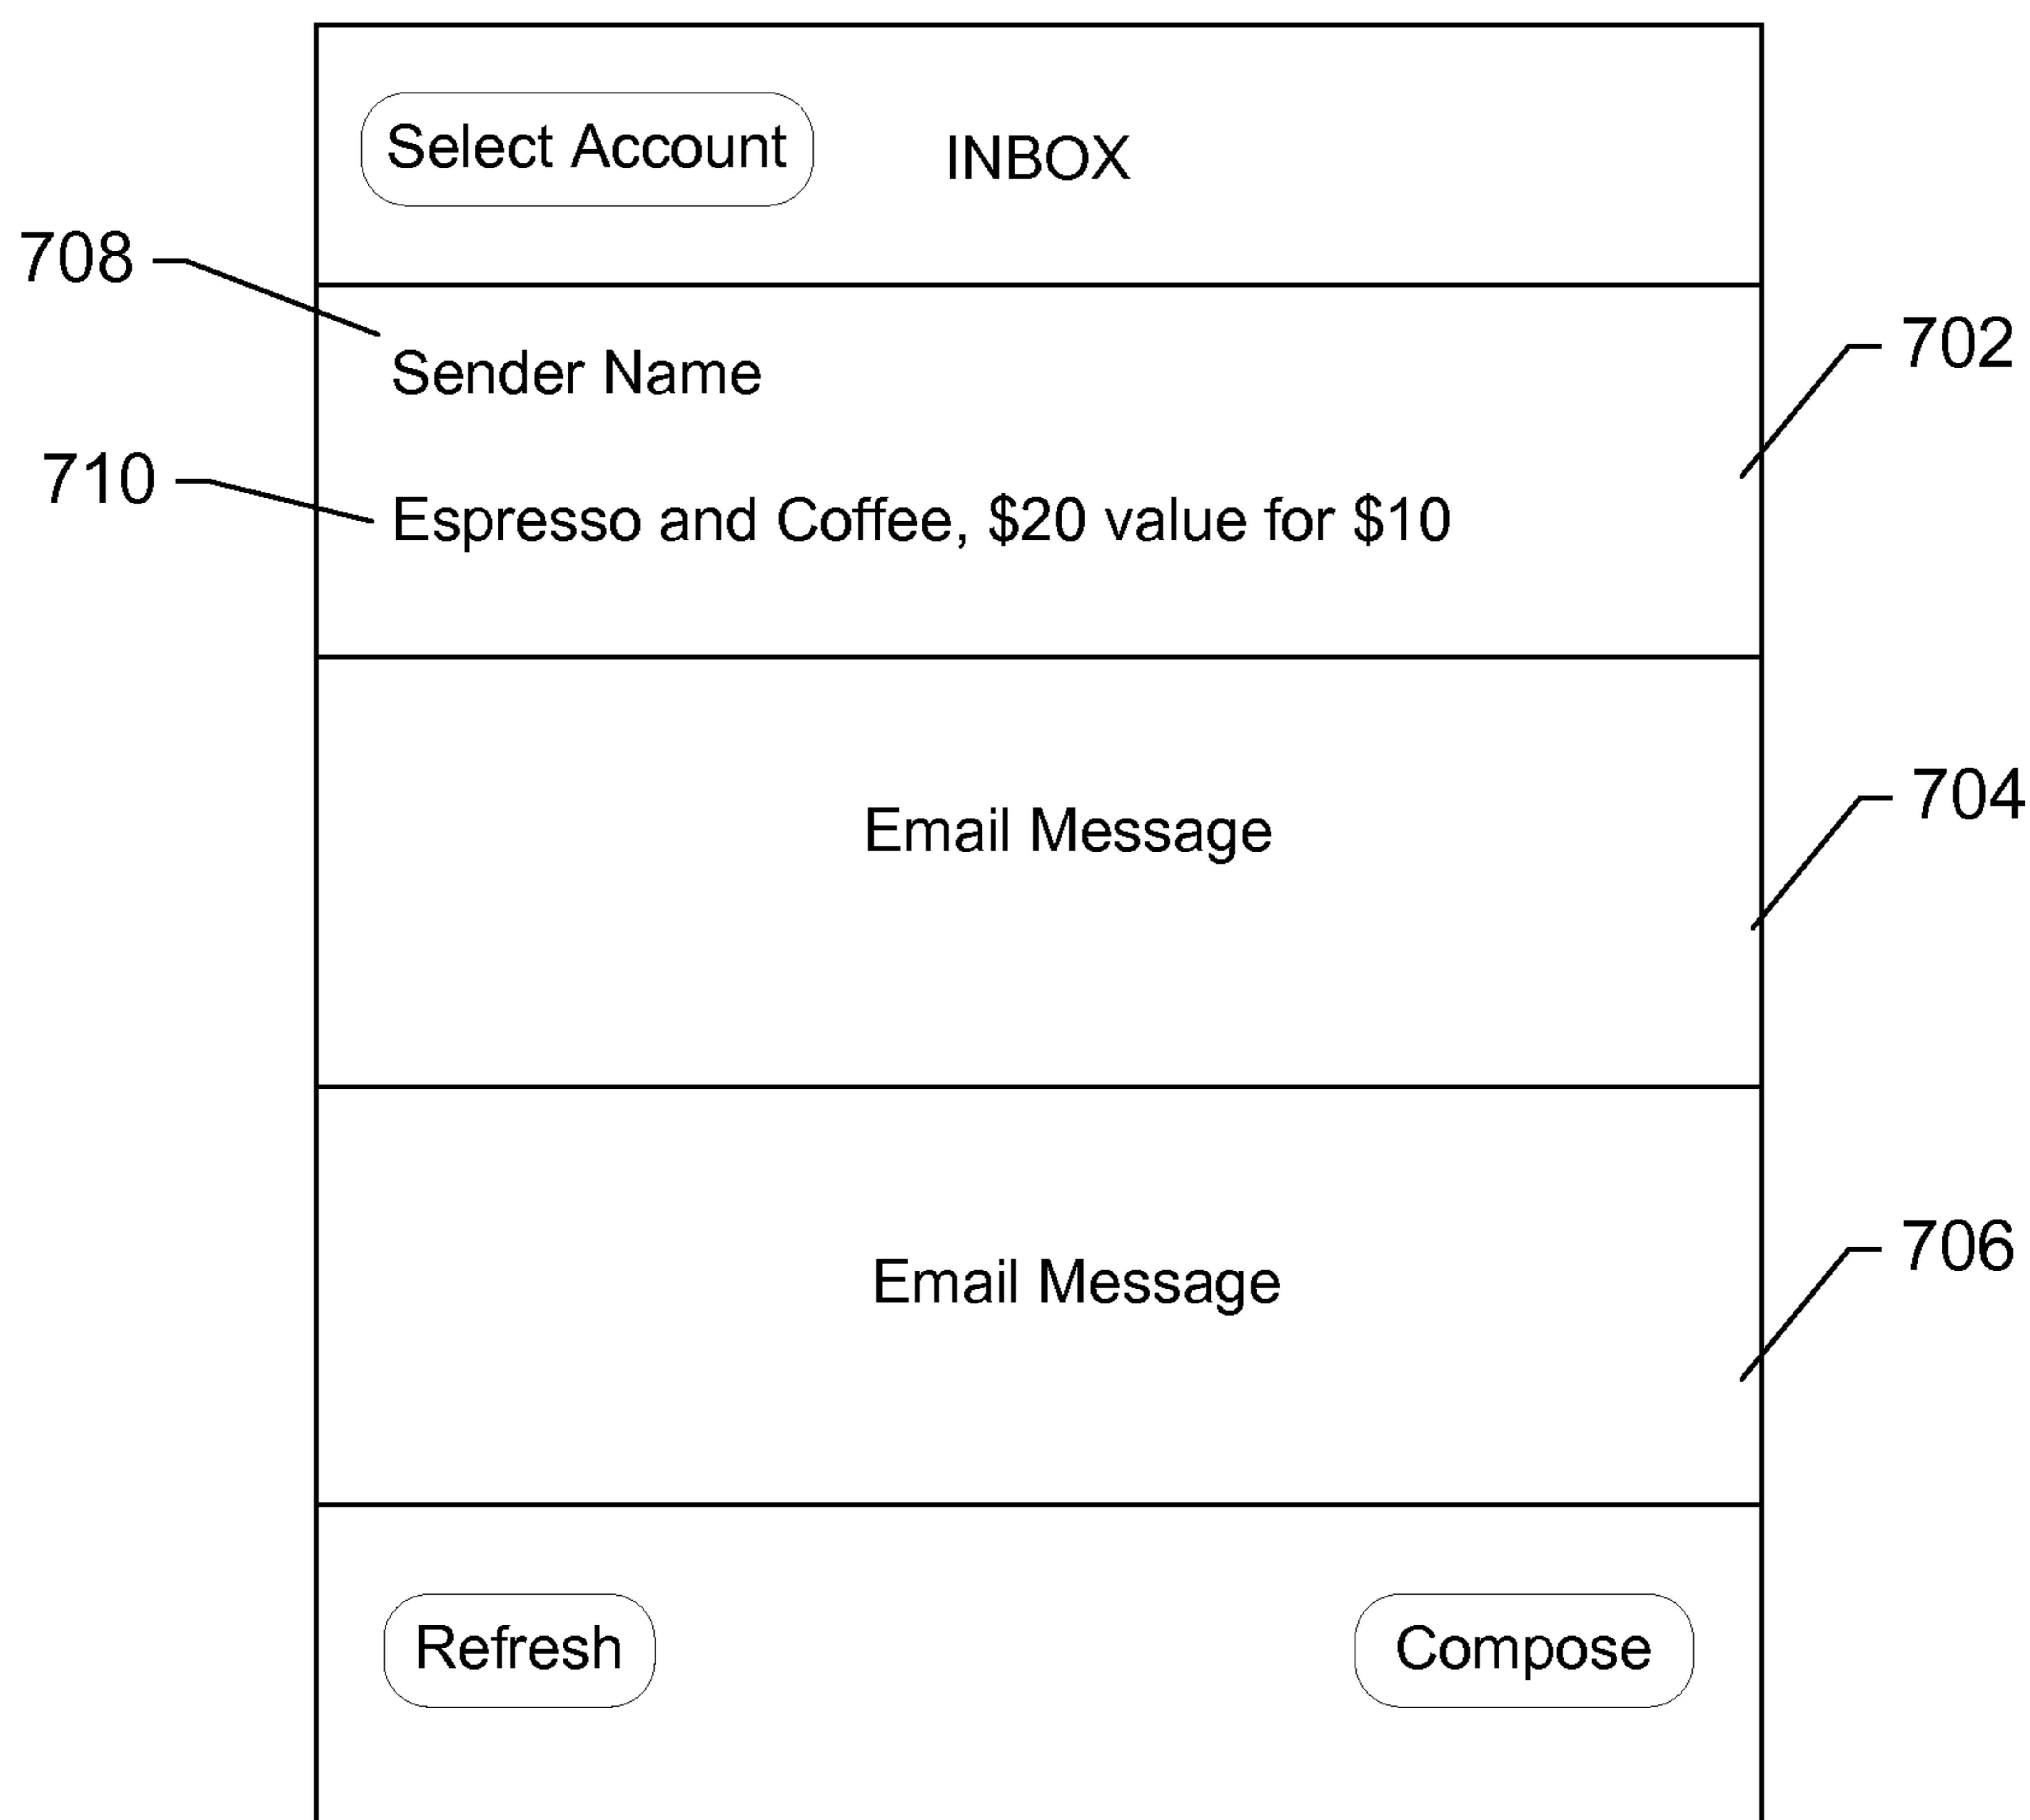 Select Account INBOX
708
Sender Name
702
710
Espresso and Coffee, $20 value for $10
704
Email Message
706
Email Message
Refresh Compose